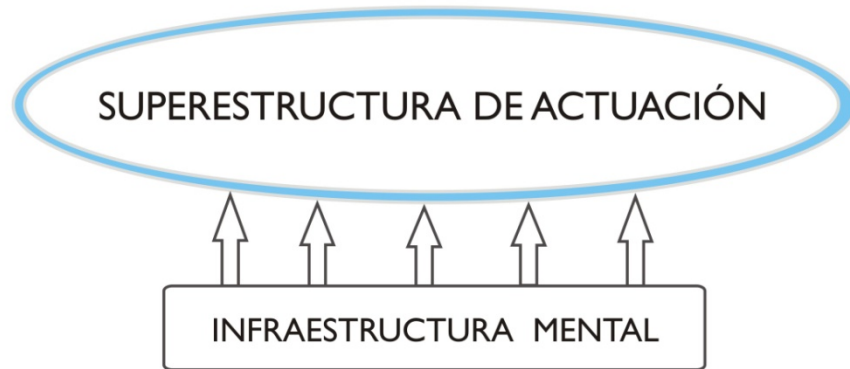 SUPERESTRUCTURA DE ACTUACIÓN
INFRAESTRUCTURA MENTAL